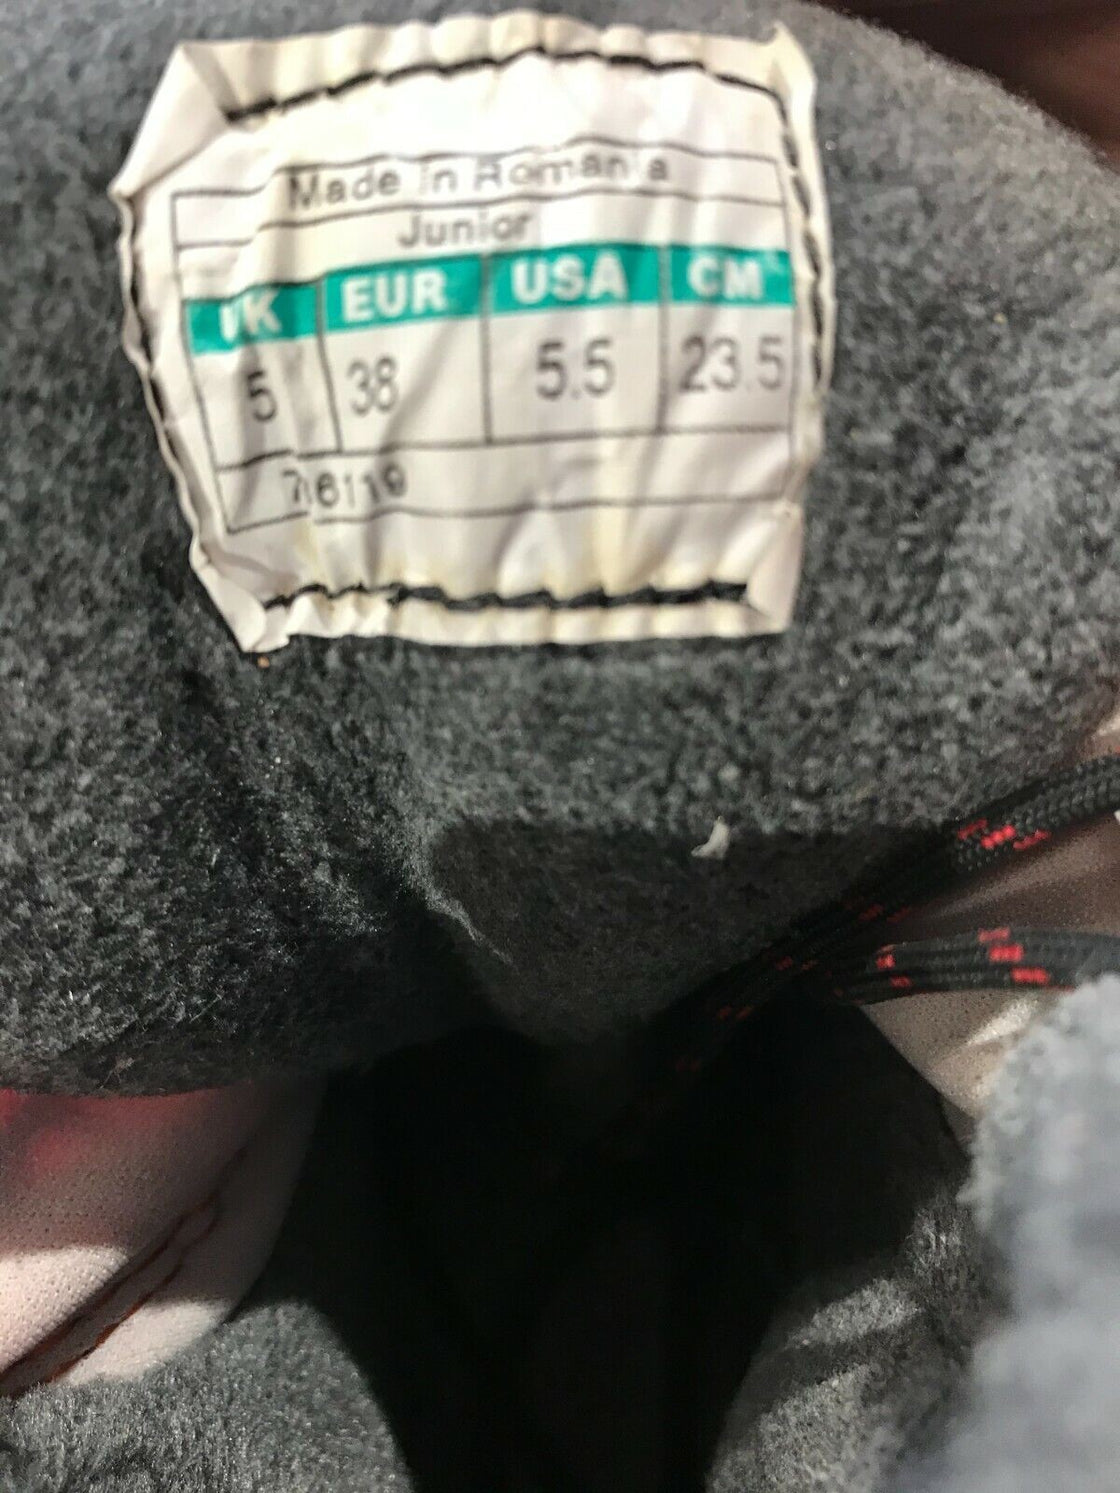 Made In Romania
Junior
UK EUR USA CM
5 38 5.5 23.5